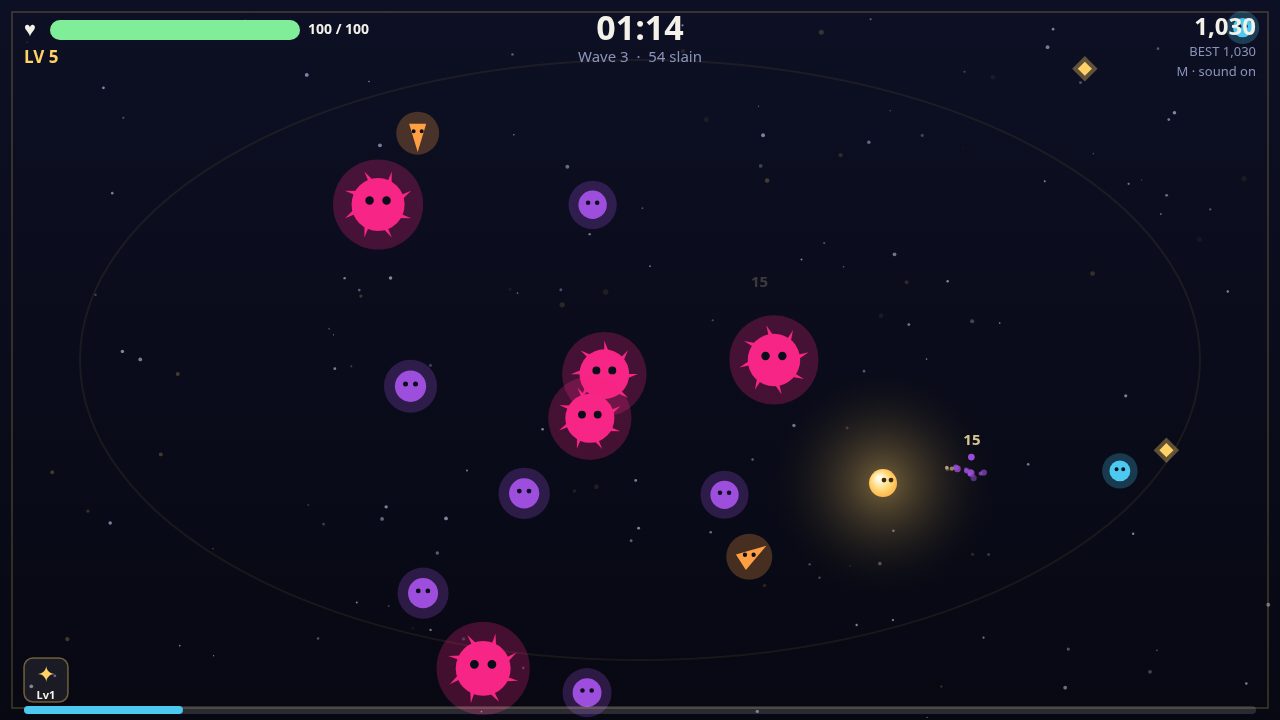 ♥ 100 / 100
LV 5
01:14
Wave 3 · 54 slain
1,030
BEST 1,030
M · sound on
15
15
Lv1